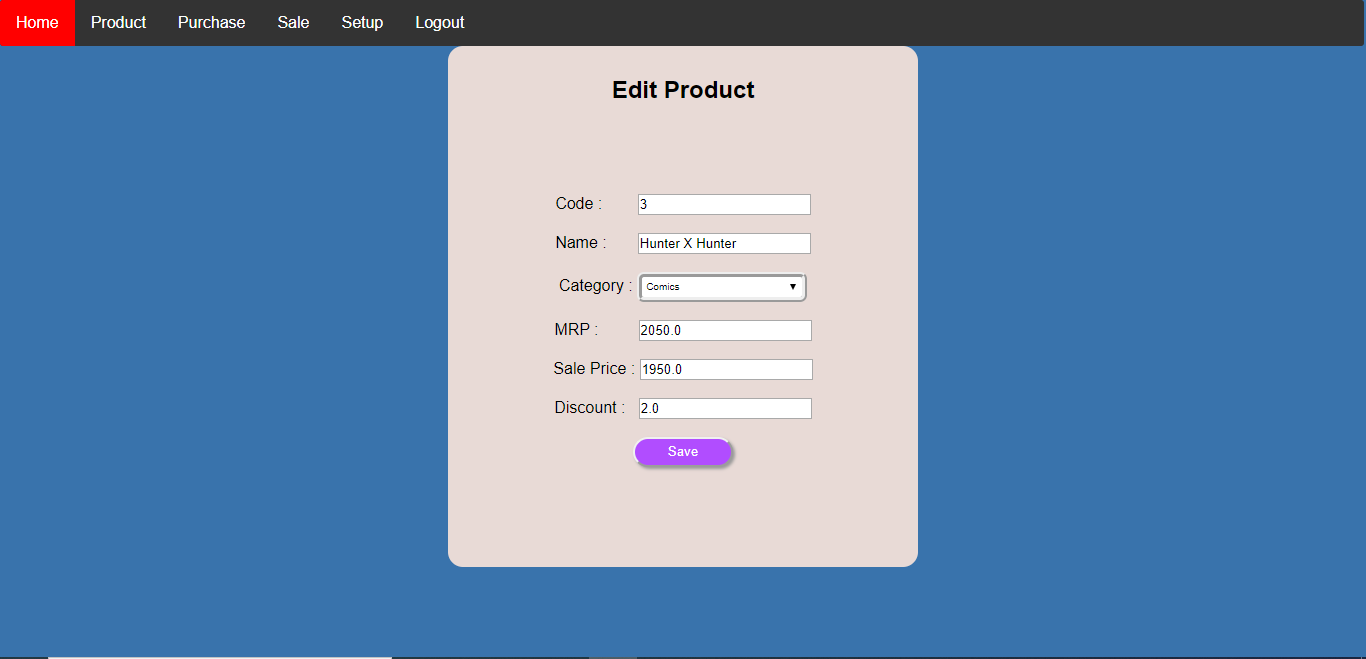 Home Product Purchase Sale Setup Logout
Edit Product
Code : 3
Name : Hunter X Hunter
Category : Comics
MRP : 2050.0
Sale Price : 1950.0
Discount : 2.0
Save